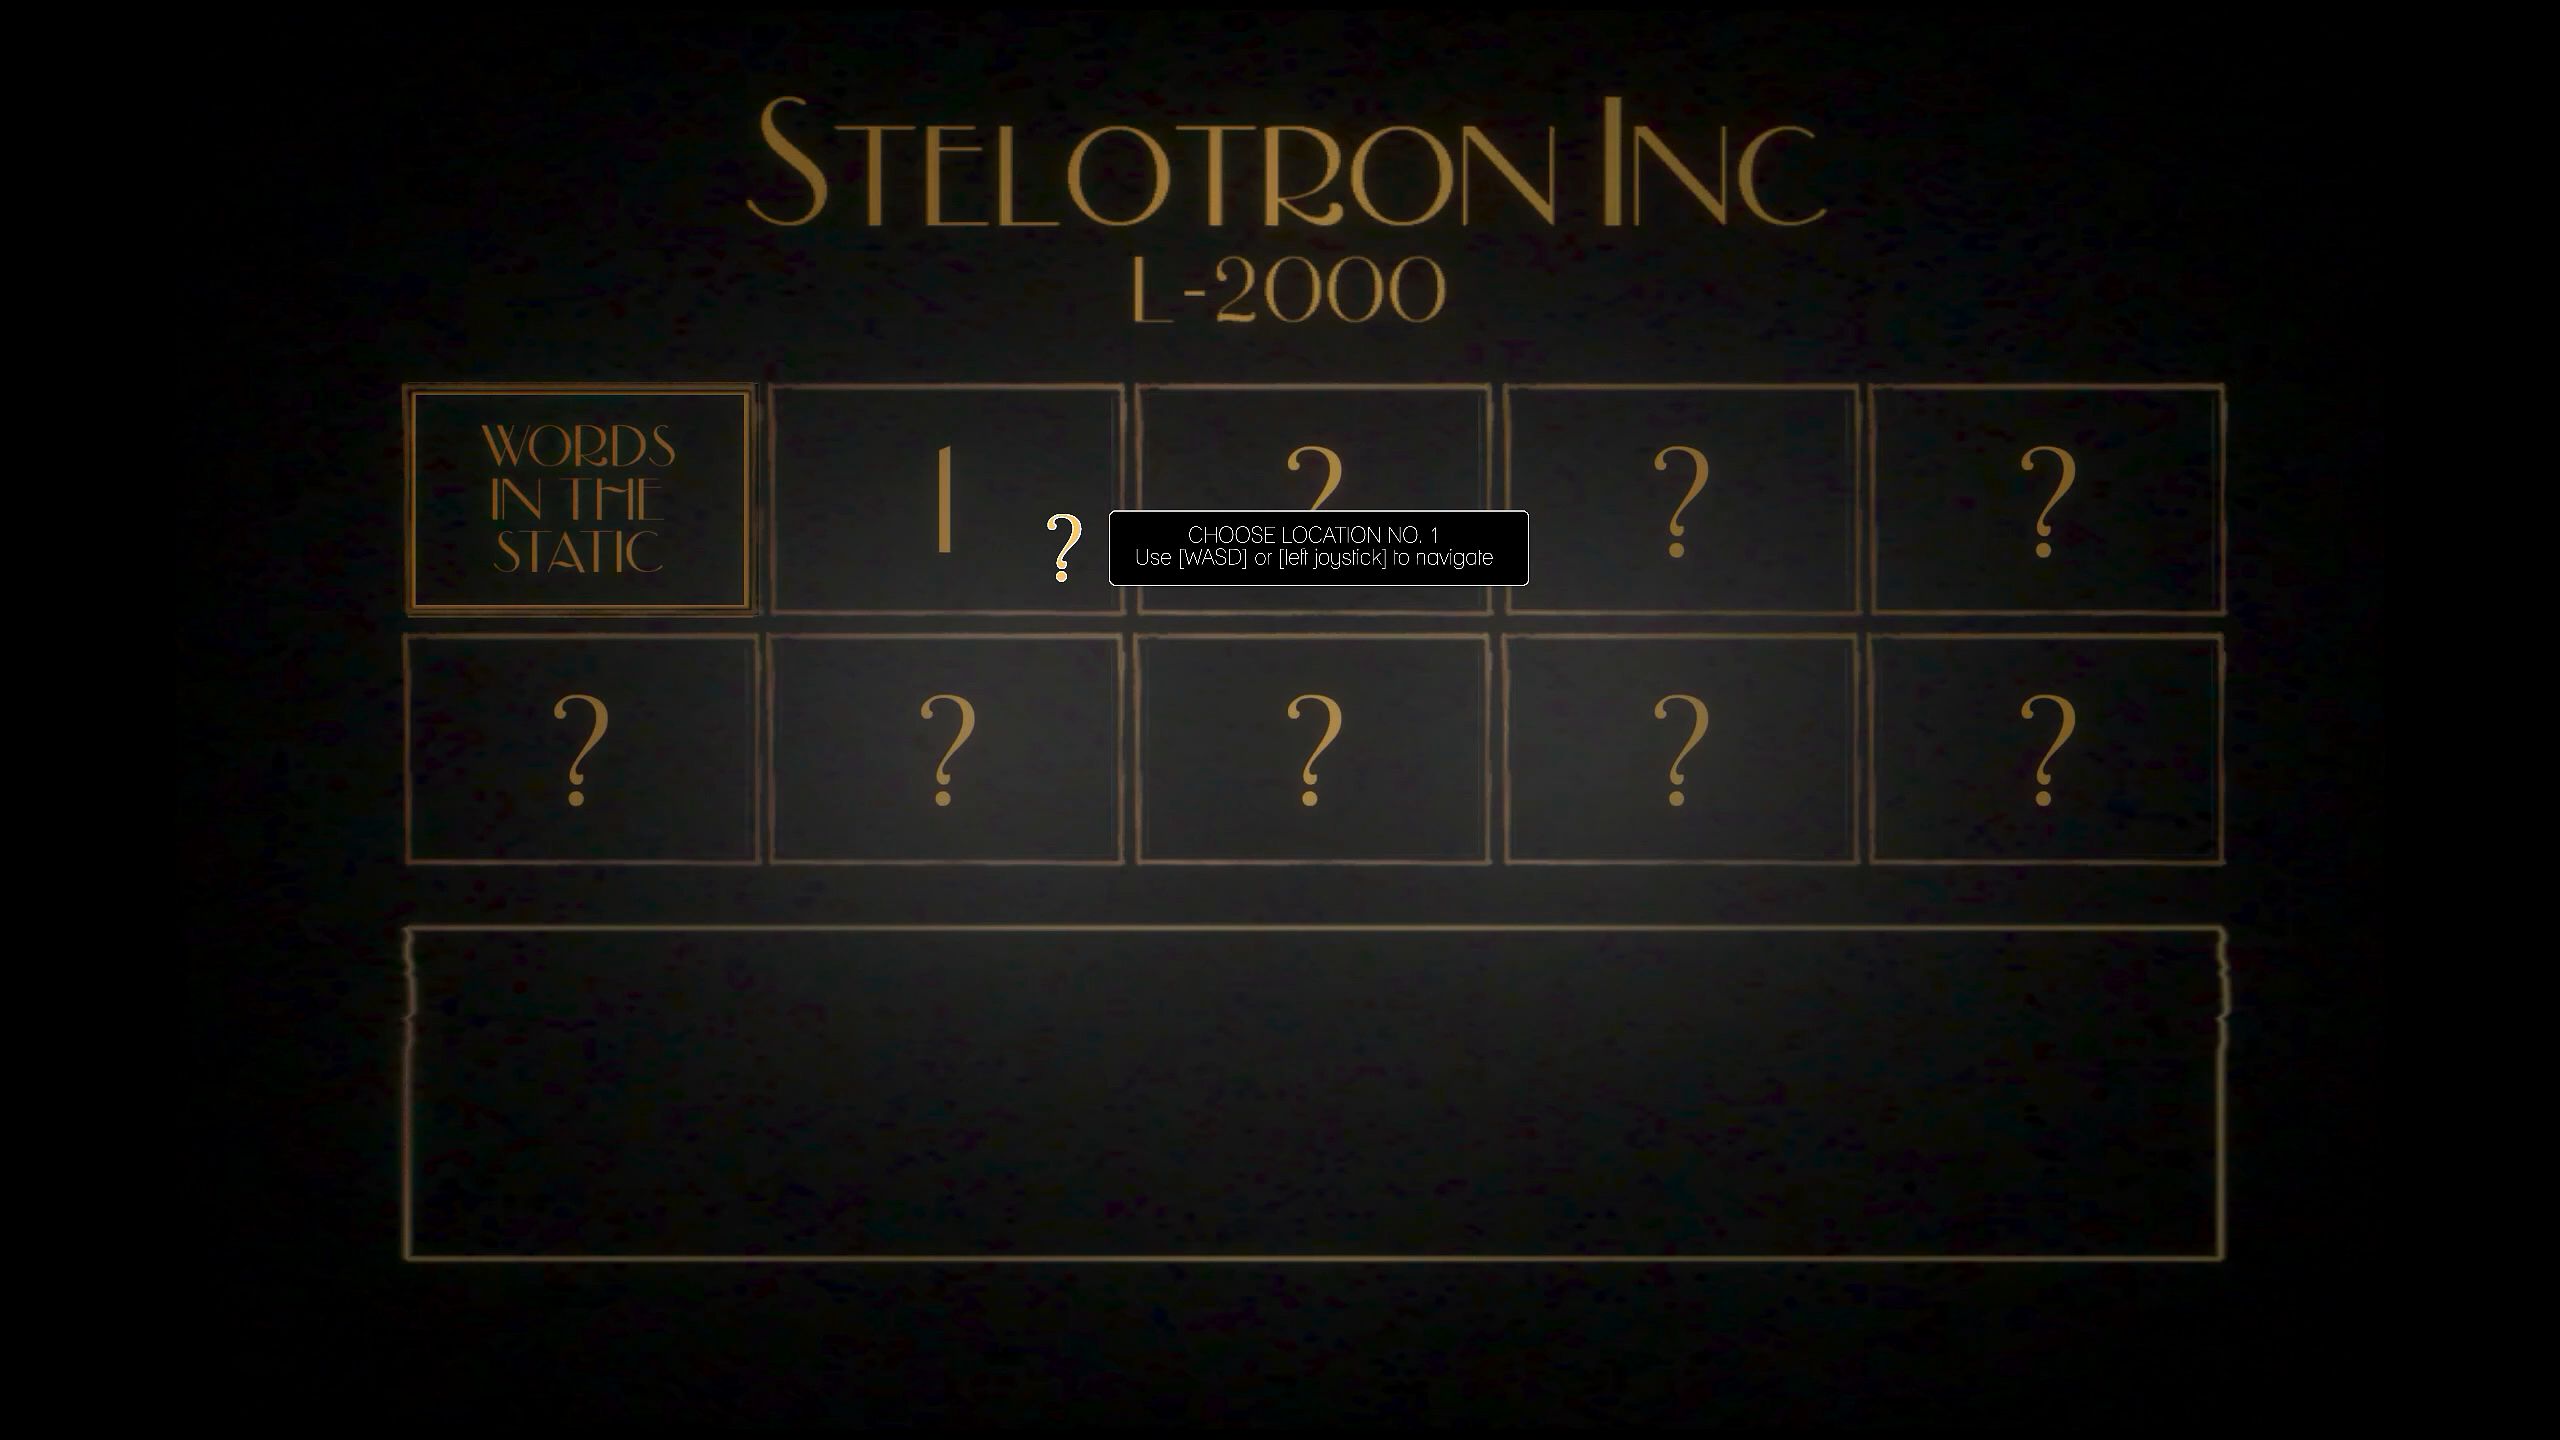 STELOTRON INC
L-2000
WORDS
IN THE
STATIC
1
?
?
?
?
CHOOSE LOCATION NO. 1
Use [WASD] or [left joystick] to navigate
?
?
?
?
?